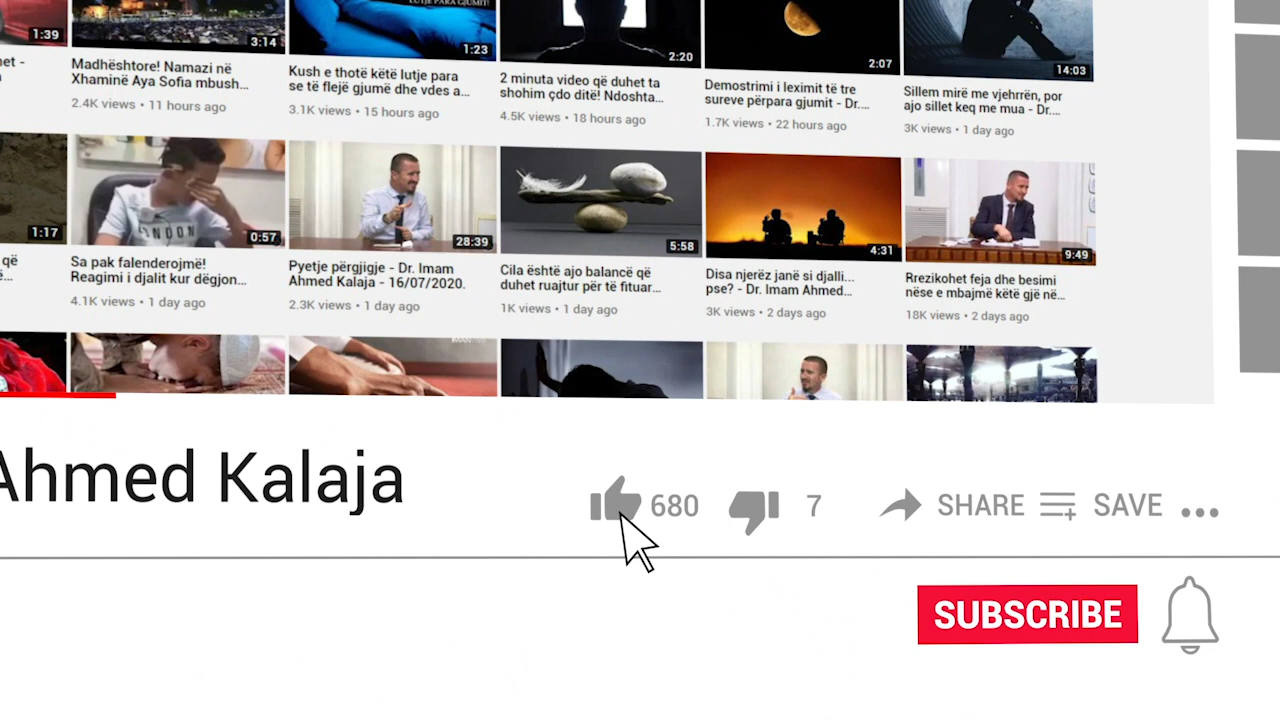 1:39
3:14
1:23
2:20
2:07
14:03
Madhështore! Namazi në
Xhaminë Aya Sofia mbush...
2.4K views • 11 hours ago
Kush e thotë këtë lutje para
se të flejë gjumë dhe vdes a...
3.1K views • 15 hours ago
2 minuta video që duhet ta
shohim çdo ditë! Ndoshta...
4.5K views • 18 hours ago
Demostrimi i leximit të tre
sureve përpara gjumit - Dr....
1.7K views • 22 hours ago
Sillem mirë me vjehrrën, por
ajo sillet keq me mua - Dr....
3K views • 1 day ago
1:17
LONDON
0:57
28:39
5:58
4:31
9:49
që
Sa pak falenderojmë!
Reagimi i djalit kur dëgjon...
4.1K views • 1 day ago
Pyetje përgjigje - Dr. Imam
Ahmed Kalaja - 16/07/2020.
2.3K views • 1 day ago
Cila është ajo balancë që
duhet ruajtur për të fituar...
1K views • 1 day ago
Disa njerëz janë si djalli...
pse? - Dr. Imam Ahmed...
3K views • 2 days ago
Rrezikohet feja dhe besimi
nëse e mbajmë këtë gjë në...
18K views • 2 days ago
Ahmed Kalaja
680
7
SHARE
SAVE
SUBSCRIBE